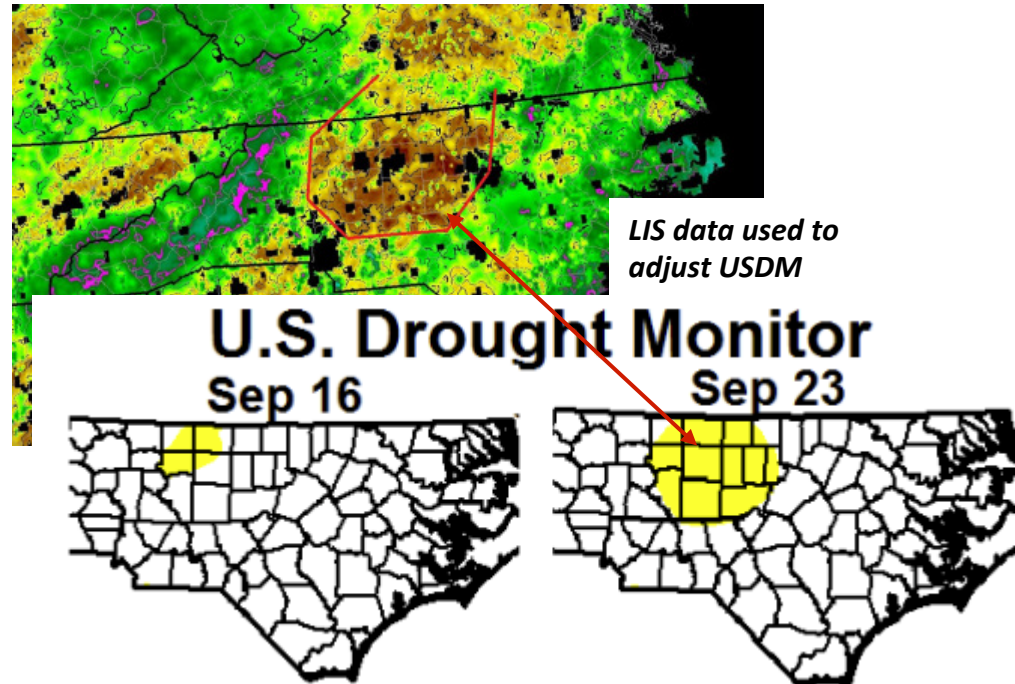 LIS data used to
adjust USDM
U.S. Drought Monitor
Sep 16
Sep 23